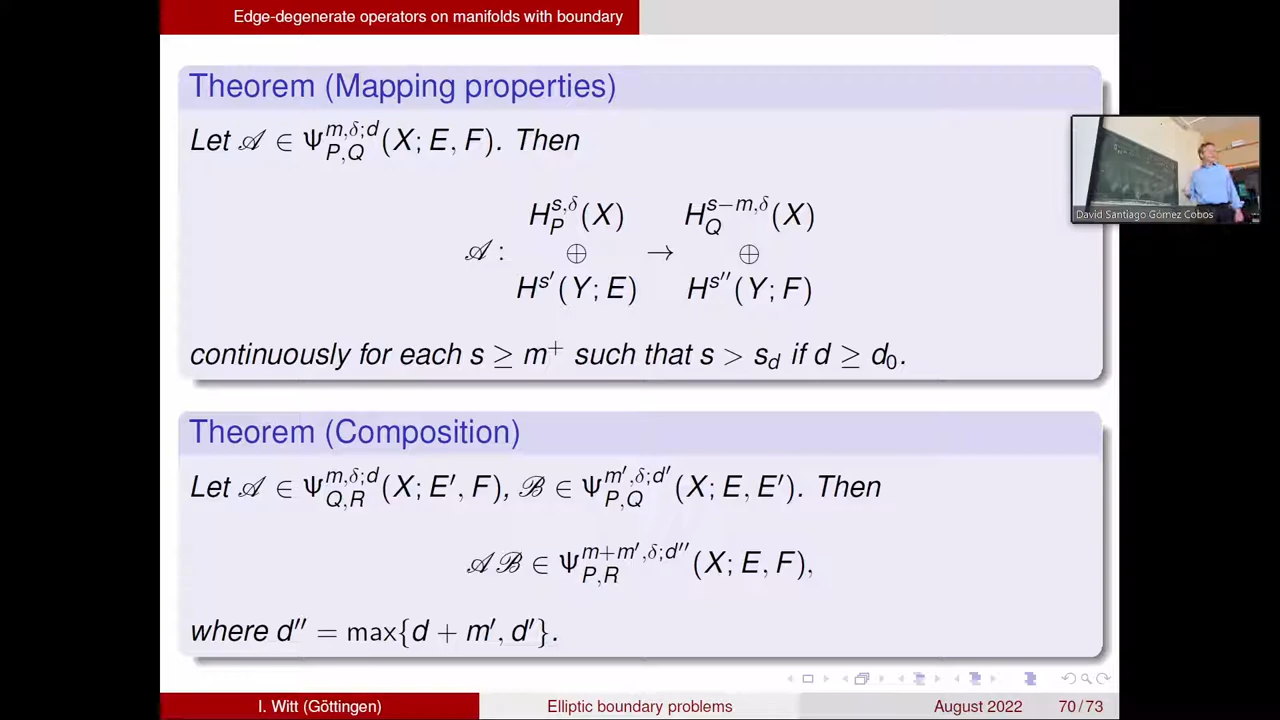 Edge-degenerate operators on manifolds with boundary
Theorem (Mapping properties)
Let 𝒜 ∈ Ψ^{m,δ;d}_{P,Q}(X; E, F). Then
𝒜 : H^{s,δ}_P(X) ⊕ H^{s′}(Y; E) → H^{s−m,δ}_Q(X) ⊕ H^{s″}(Y; F)
continuously for each s ≥ m⁺ such that s > s_d if d ≥ d₀.
Theorem (Composition)
Let 𝒜 ∈ Ψ^{m,δ;d}_{Q,R}(X; E′, F), ℬ ∈ Ψ^{m′,δ;d′}_{P,Q}(X; E, E′). Then
𝒜ℬ ∈ Ψ^{m+m′,δ;d″}_{P,R}(X; E, F),
where d″ = max{d + m′, d′}.
David Santiago Gómez Cobos
I. Witt (Göttingen) Elliptic boundary problems August 2022 70 / 73